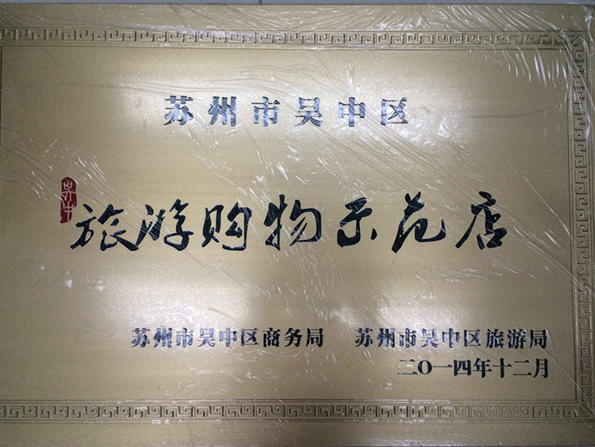 苏州市吴中区
吴中
旅游购物示范店
苏州市吴中区商务局 苏州市吴中区旅游局
二〇一四年十二月